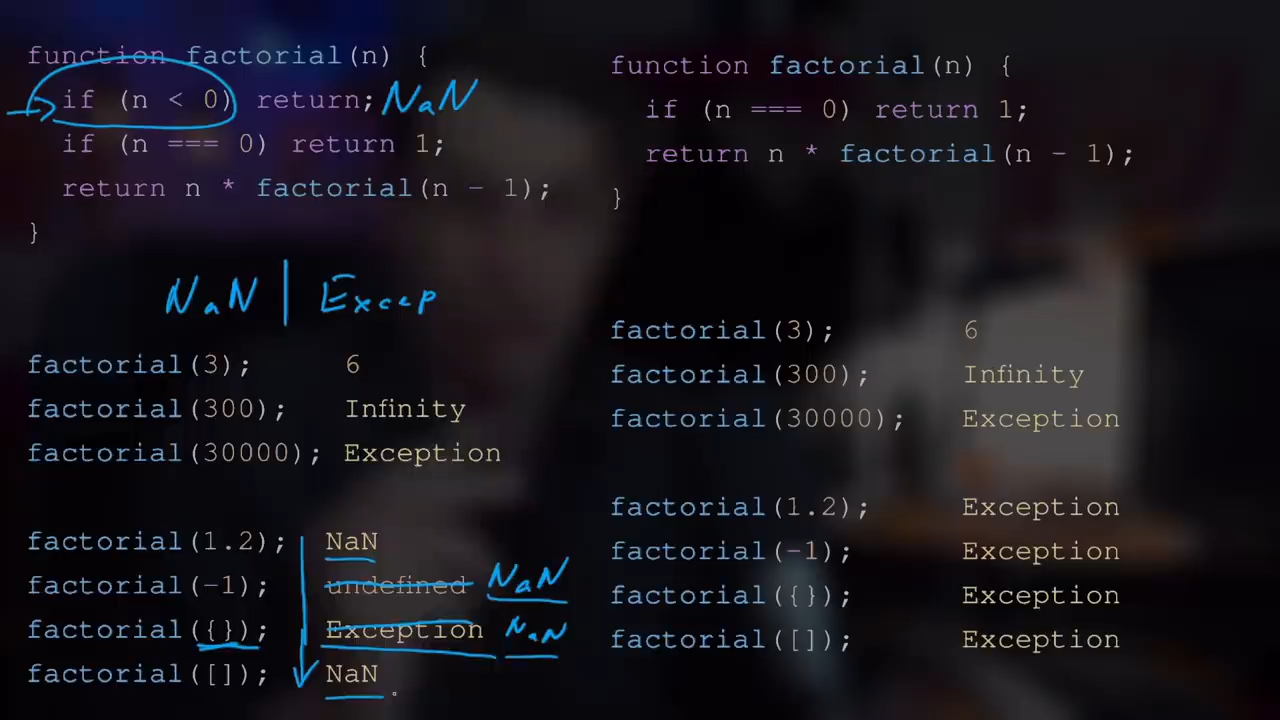 function factorial(n) {
if (n < 0) return; NaN
if (n === 0) return 1;
return n * factorial(n - 1);
}
NaN | Excep
factorial(3); 6
factorial(300); Infinity
factorial(30000); Exception
factorial(1.2); NaN
factorial(-1); undefined NaN
factorial({}); Exception NaN
factorial([]); NaN
function factorial(n) {
if (n === 0) return 1;
return n * factorial(n - 1);
}
factorial(3); 6
factorial(300); Infinity
factorial(30000); Exception
factorial(1.2); Exception
factorial(-1); Exception
factorial({}); Exception
factorial([]); Exception